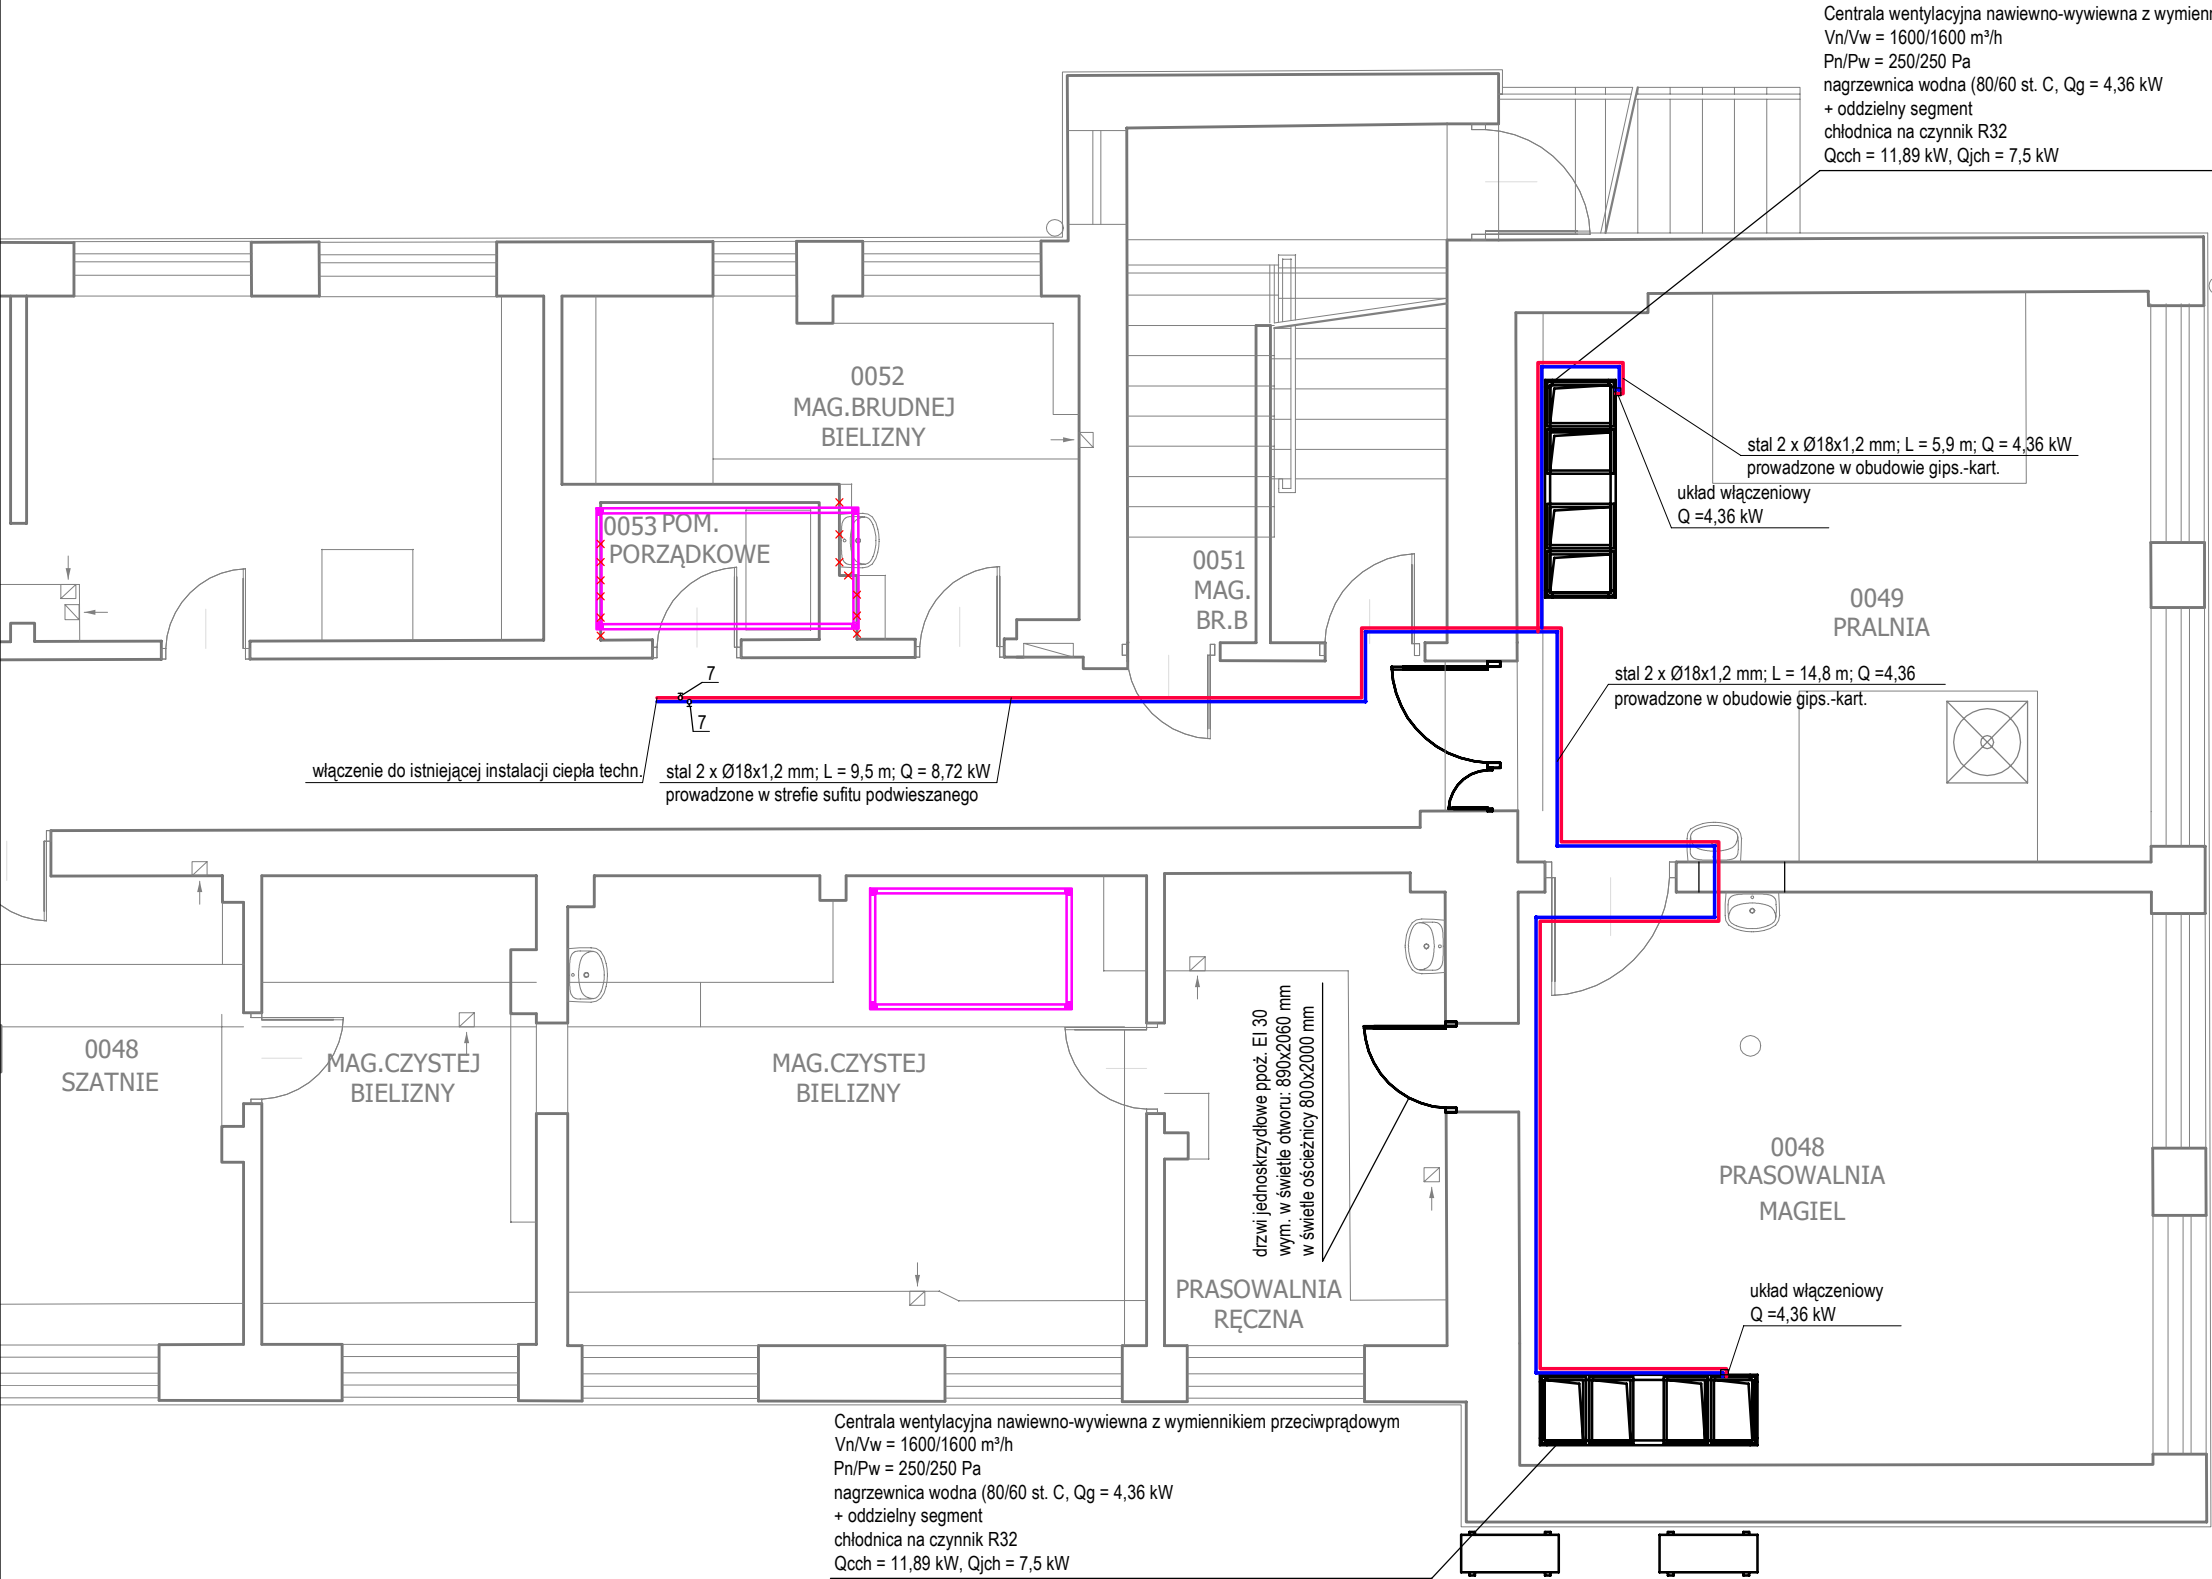 Centrala wentylacyjna nawiewno-wywiewna z
Vn/Vw = 1600/1600 m³/h
Pn/Pw = 250/250 Pa
nagrzewnica wodna (80/60 st. C, Qg = 4,36 kW
+ oddzielny segment
chłodnica na czynnik R32
Qcch = 11,89 kW, Qjch = 7,5 kW
0052
MAG.BRUDNEJ
BIELIZNY
stal 2 x Ø18x1,2 mm; L = 5,9 m; Q = 4,36 kW
prowadzone w obudowie gips.-kart.
układ włączeniowy
Q =4,36 kW
0053 POM.
PORZĄDKOWE
0051
MAG.
BR.B
0049
PRALNIA
7
7
stal 2 x Ø18x1,2 mm; L = 14,8 m; Q =4,36
prowadzone w obudowie gips.-kart.
włączenie do istniejącej instalacji ciepła techn.
stal 2 x Ø18x1,2 mm; L = 9,5 m; Q = 8,72 kW
prowadzone w strefie sufitu podwieszanego
0048
SZATNIE
MAG.CZYSTEJ
BIELIZNY
MAG.CZYSTEJ
BIELIZNY
drzwi jednoskrzydłowe ppoż. EI 30
wym. w świetle otworu: 890x2060 mm
w świetle ościeżnicy 800x2000 mm
0048
PRASOWALNIA
MAGIEL
PRASOWALNIA
RĘCZNA
układ włączeniowy
Q =4,36 kW
Centrala wentylacyjna nawiewno-wywiewna z wymiennikiem przeciwprądowym
Vn/Vw = 1600/1600 m³/h
Pn/Pw = 250/250 Pa
nagrzewnica wodna (80/60 st. C, Qg = 4,36 kW
+ oddzielny segment
chłodnica na czynnik R32
Qcch = 11,89 kW, Qjch = 7,5 kW